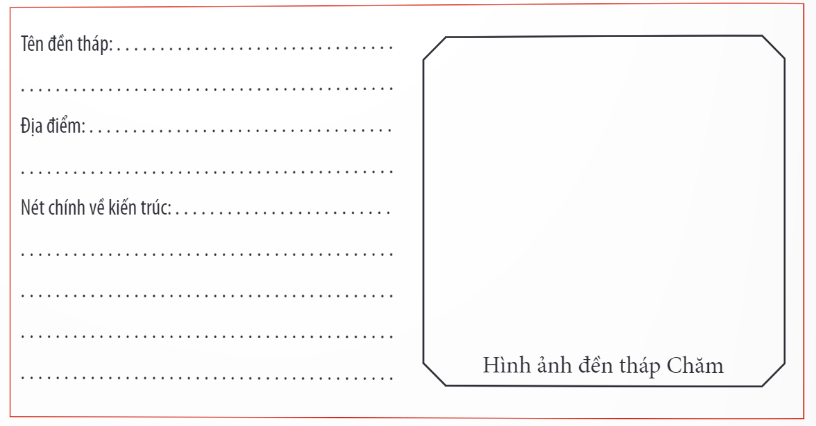 Tên đền tháp: . . . . . . . . . . . . . . . . . . . . . . . . . . . . . . . .
. . . . . . . . . . . . . . . . . . . . . . . . . . . . . . . . . . . . . . . . . . .
Địa điểm: . . . . . . . . . . . . . . . . . . . . . . . . . . . . . . . . . . .
. . . . . . . . . . . . . . . . . . . . . . . . . . . . . . . . . . . . . . . . . . .
Nét chính về kiến trúc: . . . . . . . . . . . . . . . . . . . . . . . . .
. . . . . . . . . . . . . . . . . . . . . . . . . . . . . . . . . . . . . . . . . . .
. . . . . . . . . . . . . . . . . . . . . . . . . . . . . . . . . . . . . . . . . . .
. . . . . . . . . . . . . . . . . . . . . . . . . . . . . . . . . . . . . . . . . . .
. . . . . . . . . . . . . . . . . . . . . . . . . . . . . . . . . . . . . . . . . . .
Hình ảnh đền tháp Chăm